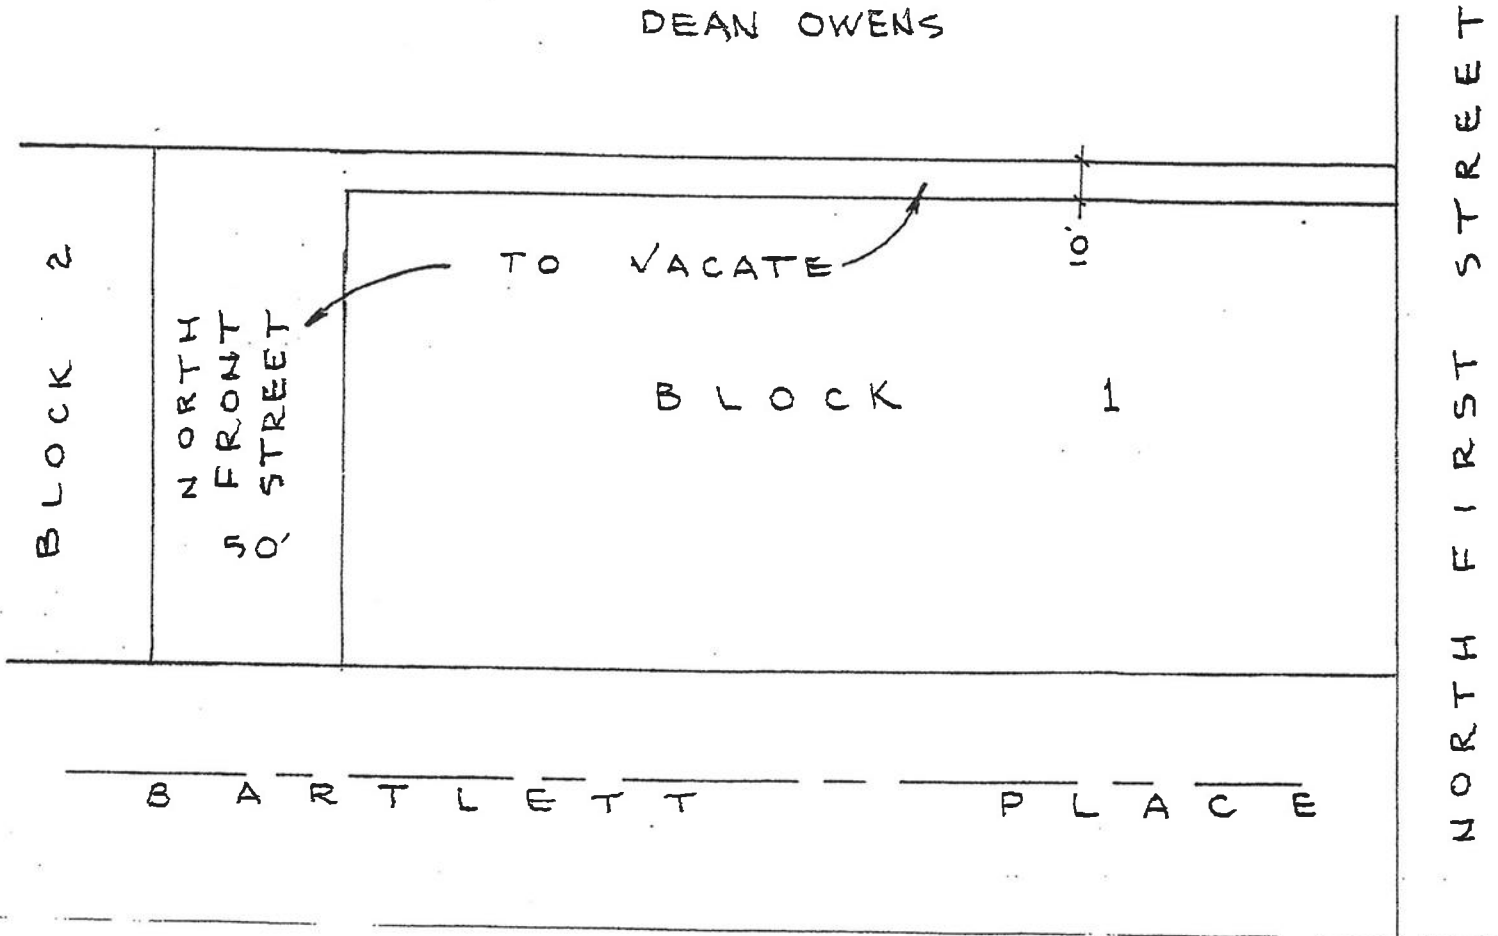 DEAN OWENS
NORTH FIRST STREET
10'
TO VACATE
BLOCK 2
NORTH
FRONT
STREET
50'
BLOCK 1
BARTLETT PLACE